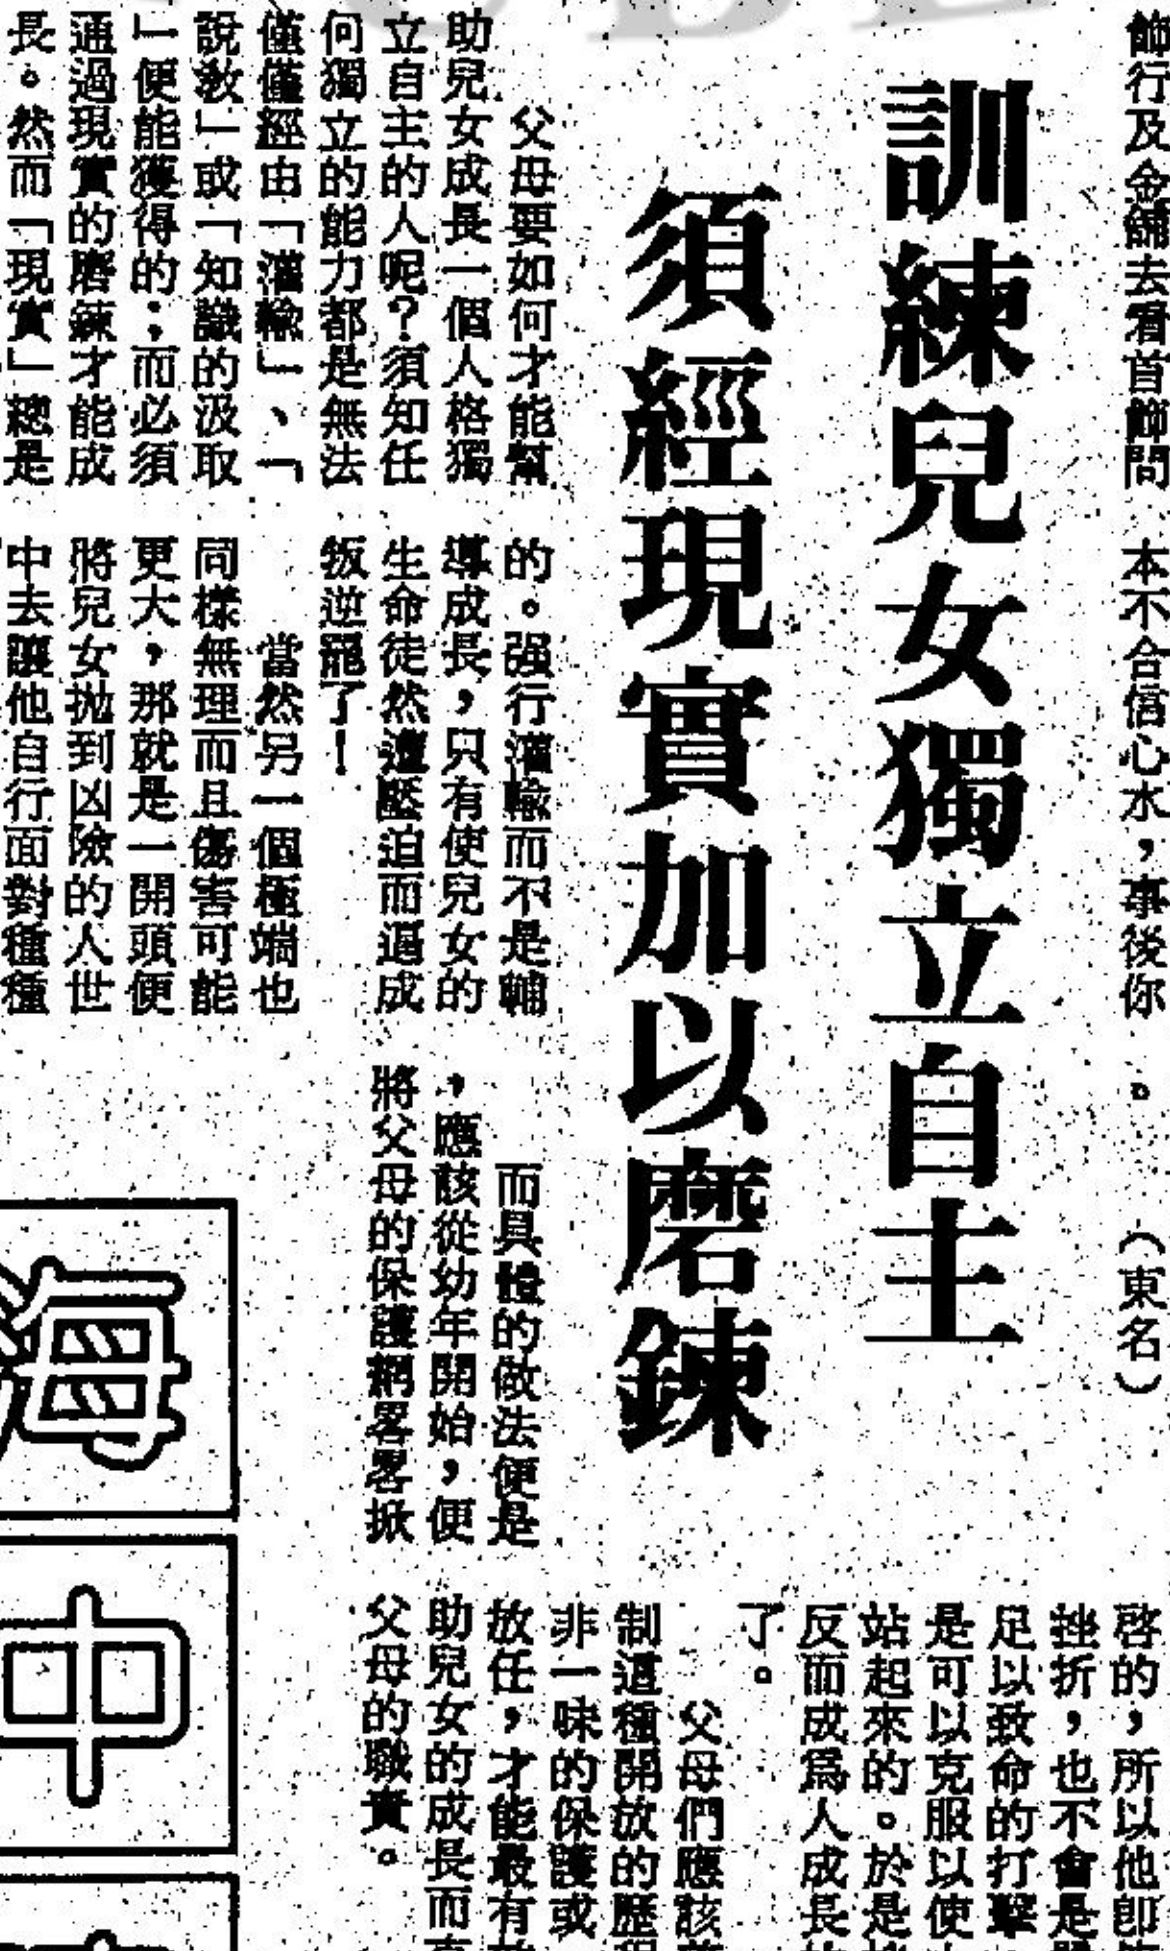 飾行及金舖去看首飾問
本不合信心水，事後你
。（東名）
訓練兒女獨立自主
須經現實加以磨鍊
父母要如何才能幫
助兒女成長一個人格獨
立自主的人呢？須知任
何獨立的能力都是無法
僅僅經由「灌輸」、「
說教」或「知識的汲取
」便能獲得的；而必須
通過現實的磨鍊才能成
長。然而「現實」總是
的。强行灌輸而不是輔
導成長，只有使兒女的
生命徒然遭壓迫而逼成
叛逆罷了！
當然另一個極端也
同樣無理而且傷害可能
更大，那就是一開頭便
將兒女拋到凶險的人世
中去讓他自行面對種種
而具體的做法便是
，應該從幼年開始，便
將父母的保護網畧畧掀
啓的，所以他卽使
挫折，也不會是
足以致命的打擊
是可以克服以使
站起來的。於是
反而成爲人成長
了。
父母們應該
制這種開放的歷程
非一味的保護或
放任，才能最有
助兒女的成長而
父母的職責。
海
中